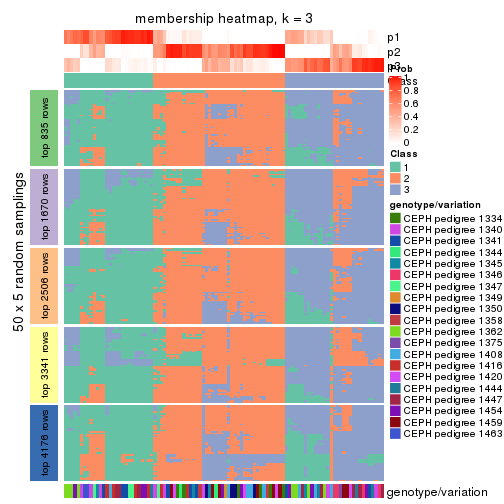 membership heatmap, k = 3
p1
p2
p3
Prob
1
0.8
0.6
0.4
0.2
0
Class
Class
1
2
3
genotype/variation
CEPH pedigree 1334
CEPH pedigree 1340
CEPH pedigree 1341
CEPH pedigree 1344
CEPH pedigree 1345
CEPH pedigree 1346
CEPH pedigree 1347
CEPH pedigree 1349
CEPH pedigree 1350
CEPH pedigree 1358
CEPH pedigree 1362
CEPH pedigree 1375
CEPH pedigree 1408
CEPH pedigree 1416
CEPH pedigree 1420
CEPH pedigree 1444
CEPH pedigree 1447
CEPH pedigree 1454
CEPH pedigree 1459
CEPH pedigree 1463
50 x 5 random samplings
top 835 rows
top 1670 rows
top 2506 rows
top 3341 rows
top 4176 rows
genotype/variation